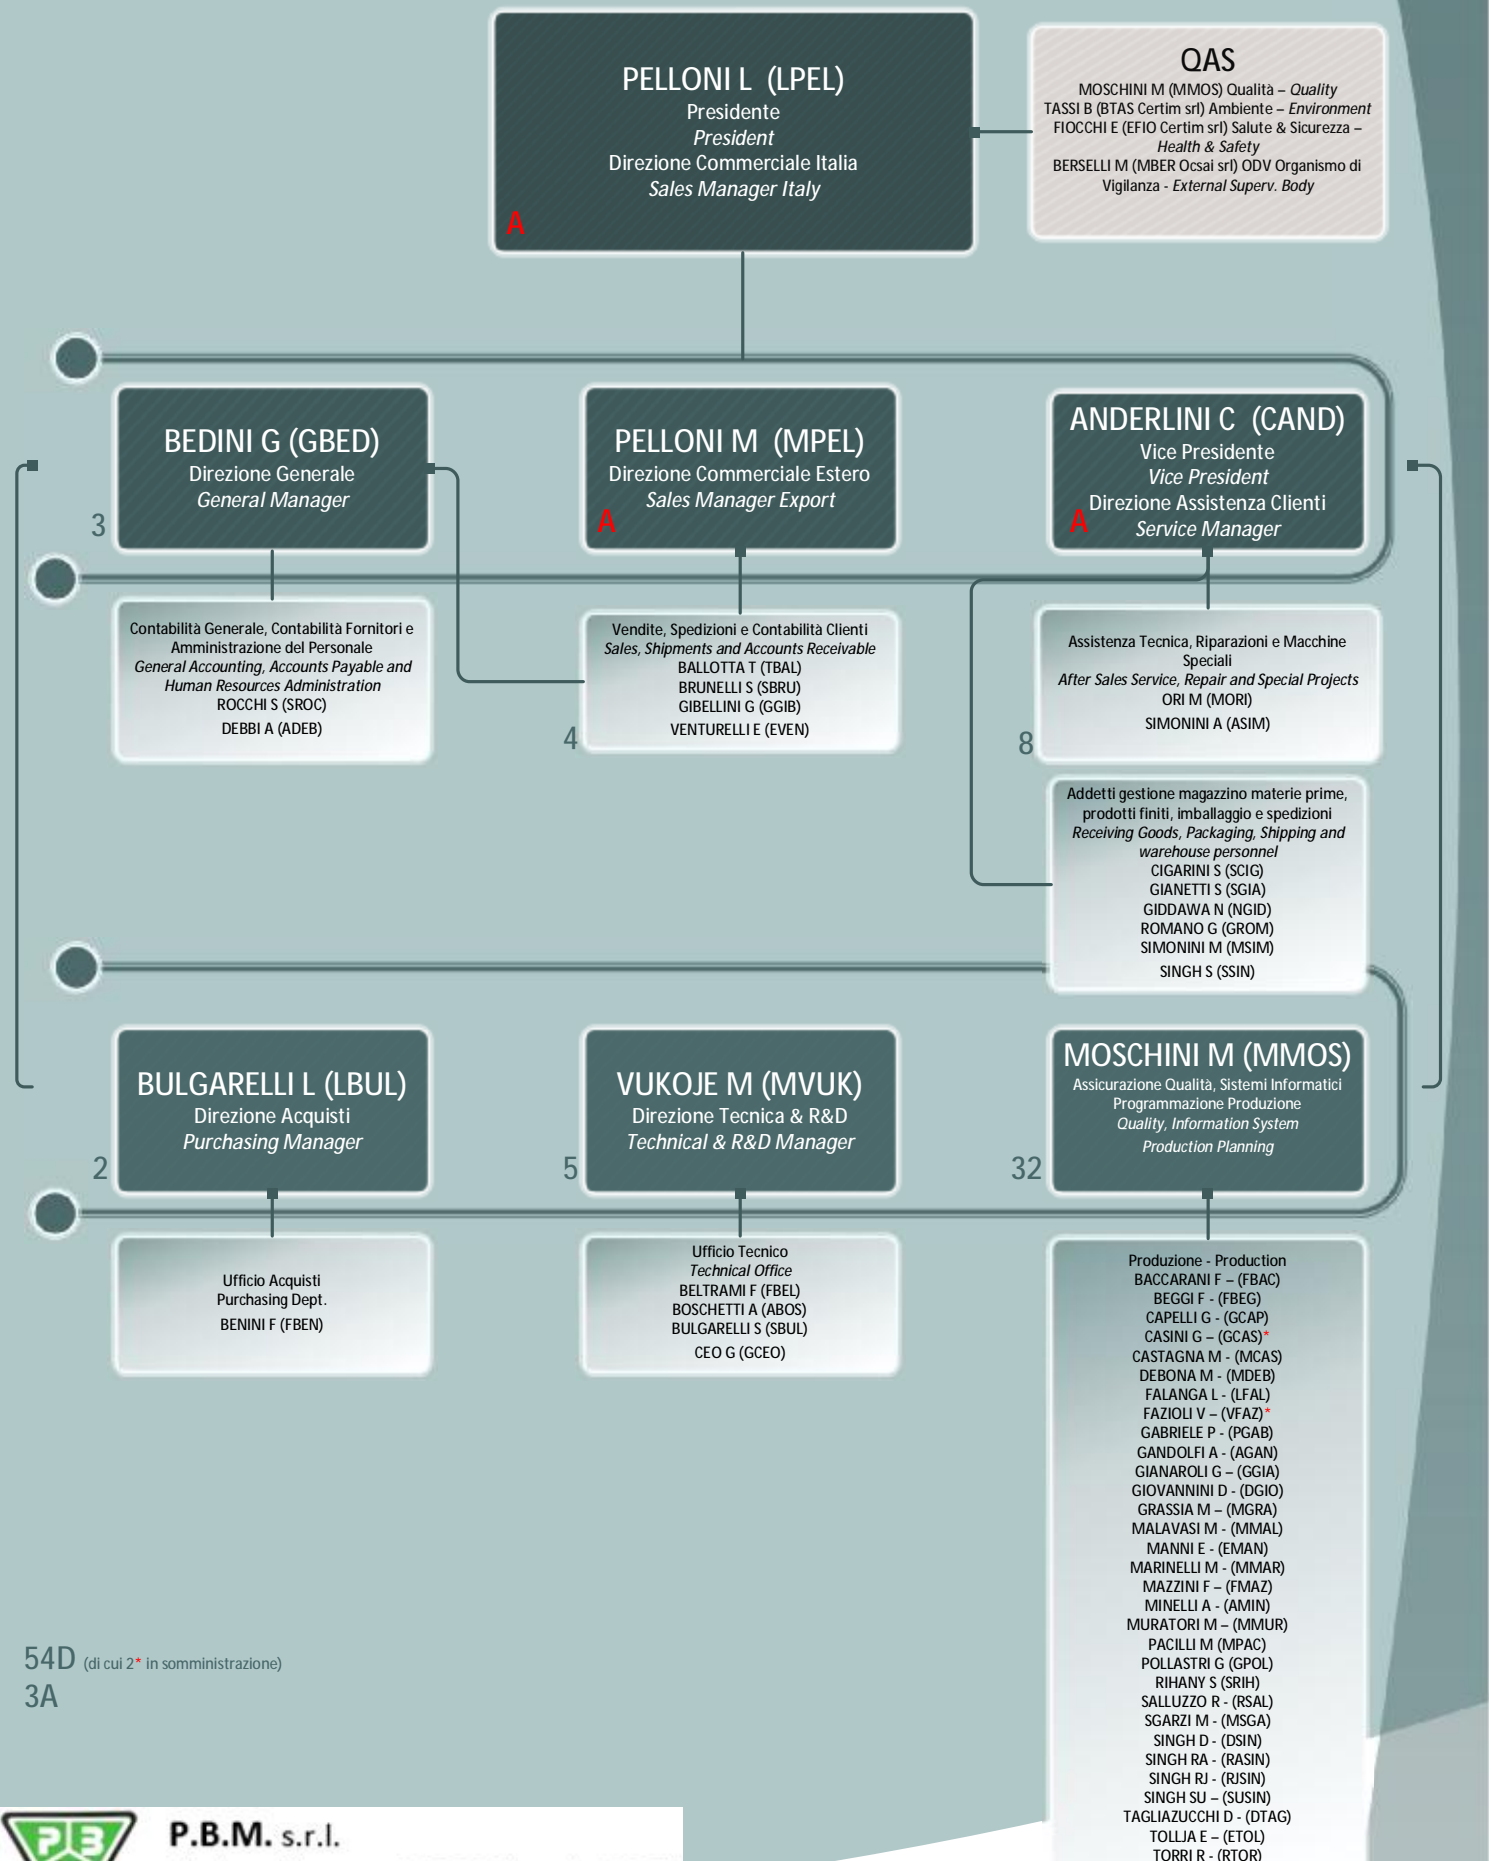 PELLONI L (LPEL)
Presidente
President
Direzione Commerciale Italia
Sales Manager Italy
A
QAS
MOSCHINI M (MMOS) Qualità – Quality
TASSI B (BTAS Certim srl) Ambiente – Environment
FIOCCHI E (EFIO Certim srl) Salute & Sicurezza –
Health & Safety
BERSELLI M (MBER Ocsai srl) ODV Organismo di
Vigilanza - External Superv. Body
BEDINI G (GBED)
Direzione Generale
General Manager
3
PELLONI M (MPEL)
Direzione Commerciale Estero
Sales Manager Export
A
ANDERLINI C (CAND)
Vice Presidente
Vice President
Direzione Assistenza Clienti
Service Manager
A
Contabilità Generale, Contabilità Fornitori e
Amministrazione del Personale
General Accounting, Accounts Payable and
Human Resources Administration
ROCCHI S (SROC)
DEBBI A (ADEB)
Vendite, Spedizioni e Contabilità Clienti
Sales, Shipments and Accounts Receivable
BALLOTTA T (TBAL)
BRUNELLI S (SBRU)
GIBELLINI G (GGIB)
VENTURELLI E (EVEN)
4
Assistenza Tecnica, Riparazioni e Macchine
Speciali
After Sales Service, Repair and Special Projects
ORI M (MORI)
SIMONINI A (ASIM)
8
Addetti gestione magazzino materie prime,
prodotti finiti, imballaggio e spedizioni
Receiving Goods, Packaging, Shipping and
warehouse personnel
CIGARINI S (SCIG)
GIANETTI S (SGIA)
GIDDAWA N (NGID)
ROMANO G (GROM)
SIMONINI M (MSIM)
SINGH S (SSIN)
BULGARELLI L (LBUL)
Direzione Acquisti
Purchasing Manager
2
VUKOJE M (MVUK)
Direzione Tecnica & R&D
Technical & R&D Manager
5
MOSCHINI M (MMOS)
Assicurazione Qualità, Sistemi Informatici
Programmazione Produzione
Quality, Information System
Production Planning
32
Ufficio Acquisti
Purchasing Dept.
BENINI F (FBEN)
Ufficio Tecnico
Technical Office
BELTRAMI F (FBEL)
BOSCHETTI A (ABOS)
BULGARELLI S (SBUL)
CEO G (GCEO)
Produzione - Production
BACCARANI F – (FBAC)
BEGGI F - (FBEG)
CAPELLI G - (GCAP)
CASINI G – (GCAS)*
CASTAGNA M - (MCAS)
DEBONA M - (MDEB)
FALANGA L - (LFAL)
FAZIOLI V – (VFAZ)*
GABRIELE P - (PGAB)
GANDOLFI A - (AGAN)
GIANAROLI G – (GGIA)
GIOVANNINI D - (DGIO)
GRASSIA M – (MGRA)
MALAVASI M - (MMAL)
MANNI E - (EMAN)
MARINELLI M - (MMAR)
MAZZINI F – (FMAZ)
MINELLI A - (AMIN)
MURATORI M – (MMUR)
PACILLI M (MPAC)
POLLASTRI G (GPOL)
RIHANY S (SRIH)
SALLUZZO R - (RSAL)
SGARZI M - (MSGA)
SINGH D - (DSIN)
SINGH RA - (RASIN)
SINGH RJ - (RJSIN)
SINGH SU – (SUSIN)
TAGLIAZUCCHI D - (DTAG)
TOLLJA E – (ETOL)
TORRI R - (RTOR)
54D (di cui 2* in somministrazione)
3A
PB
P.B.M. s.r.l.